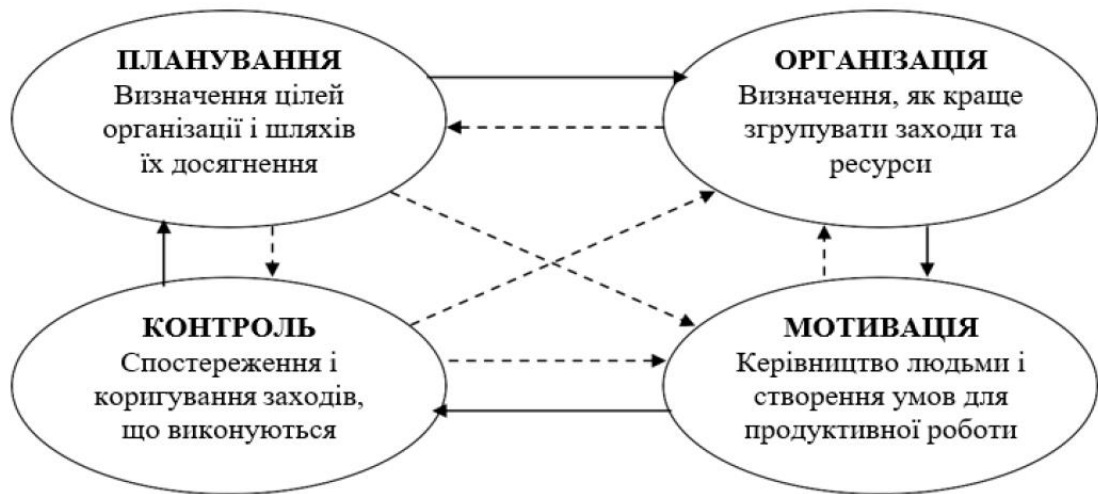 ПЛАНУВАННЯ
Визначення цілей
організації і шляхів
їх досягнення
ОРГАНІЗАЦІЯ
Визначення, як краще
згрупувати заходи та
ресурси
КОНТРОЛЬ
Спостереження і
коригування заходів,
що виконуються
МОТИВАЦІЯ
Керівництво людьми і
створення умов для
продуктивної роботи